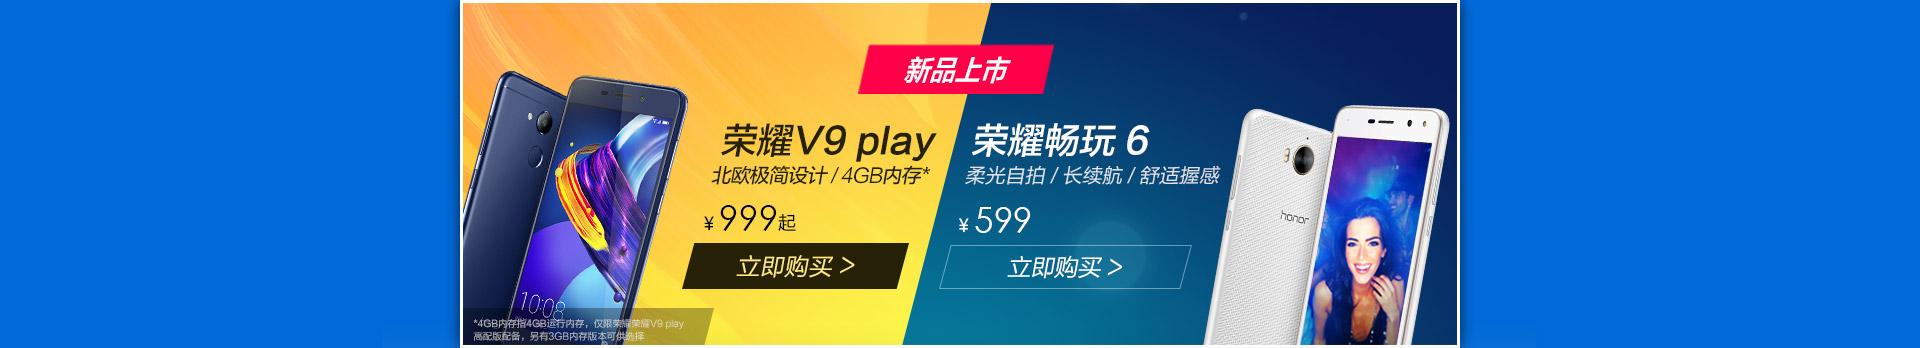 新品上市
荣耀V9 play
北欧极简设计 / 4GB内存*
¥ 999起
立即购买 >
荣耀畅玩 6
柔光自拍 / 长续航 / 舒适握感
¥ 599
立即购买 >
honor
10:08
*4GB内存指4GB运行内存，仅限荣耀荣耀V9 play
高配版配备，另有3GB内存版本可供选择